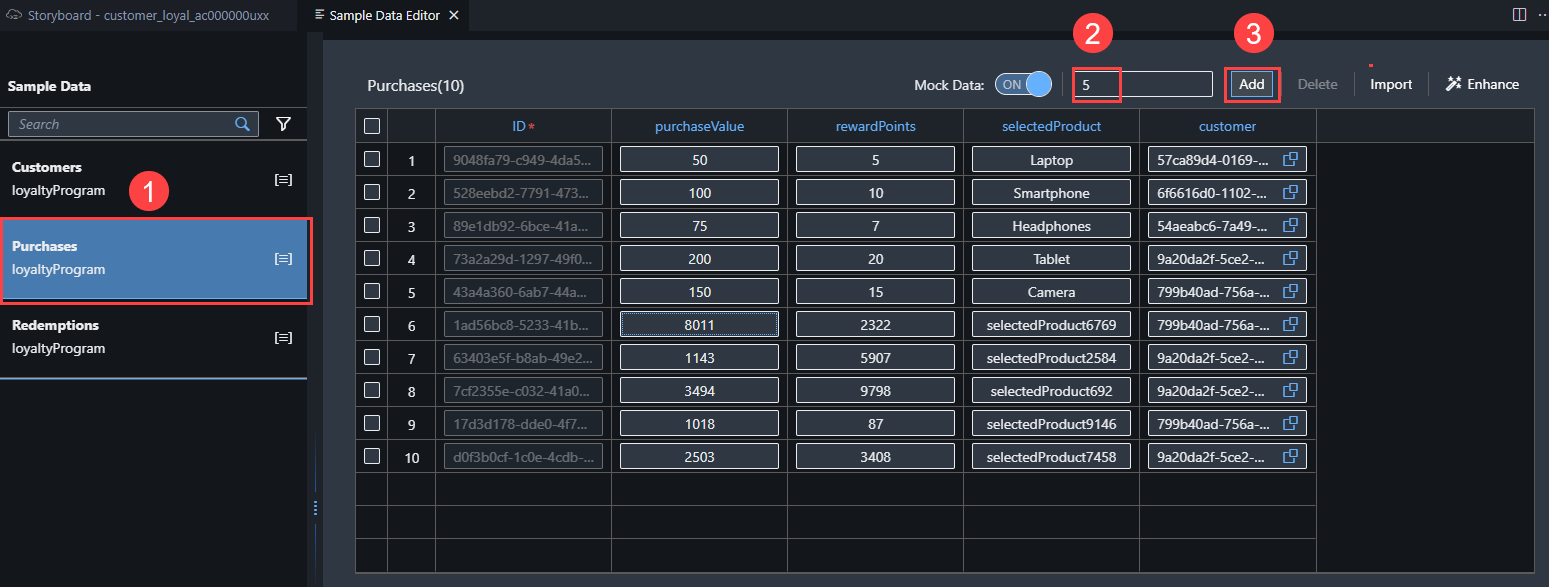 Storyboard - customer_loyal_ac000000uxx
Sample Data Editor
2
3
Sample Data
Purchases(10)
Mock Data: ON
5
Add
Delete
Import
Enhance
Search
ID* purchaseValue rewardPoints selectedProduct customer
1 9048fa79-c949-4da5... 50 5 Laptop 57ca89d4-0169-...
2 528eebd2-7791-473... 100 10 Smartphone 6f6616d0-1102-...
3 89e1db92-6bce-41a... 75 7 Headphones 54aeabc6-7a49-...
4 73a2a29d-1297-49f0... 200 20 Tablet 9a20da2f-5ce2-...
5 43a4a360-6ab7-44a... 150 15 Camera 799b40ad-756a-...
6 1ad56bc8-5233-41b... 8011 2322 selectedProduct6769 799b40ad-756a-...
7 63403e5f-b8ab-49e2... 1143 5907 selectedProduct2584 9a20da2f-5ce2-...
8 7cf2355e-c032-41a0... 3494 9798 selectedProduct692 9a20da2f-5ce2-...
9 17d3d178-dde0-4f7... 1018 87 selectedProduct9146 799b40ad-756a-...
10 d0f3b0cf-1c0e-4cdb-... 2503 3408 selectedProduct7458 9a20da2f-5ce2-...
Customers
loyaltyProgram
1
Purchases
loyaltyProgram
Redemptions
loyaltyProgram